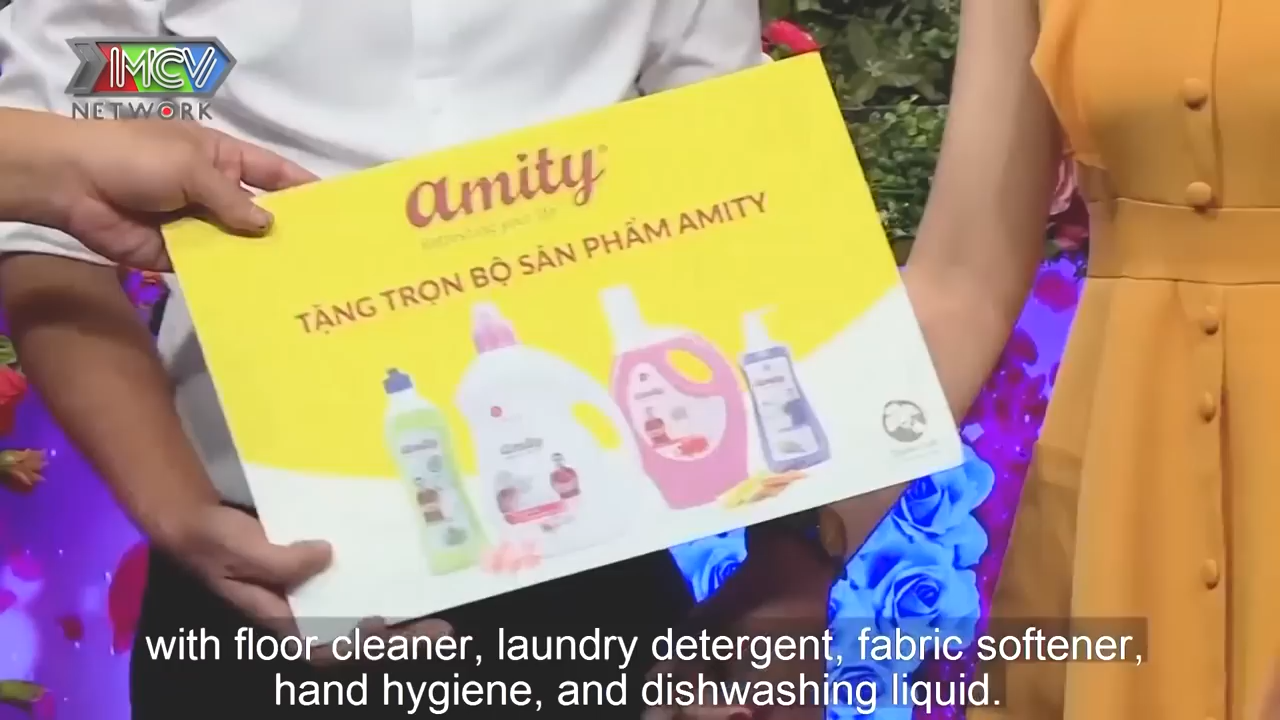 MCV
NETWORK
amity
TẶNG TRỌN BỘ SẢN PHẨM AMITY
with floor cleaner, laundry detergent, fabric softener,
hand hygiene, and dishwashing liquid.